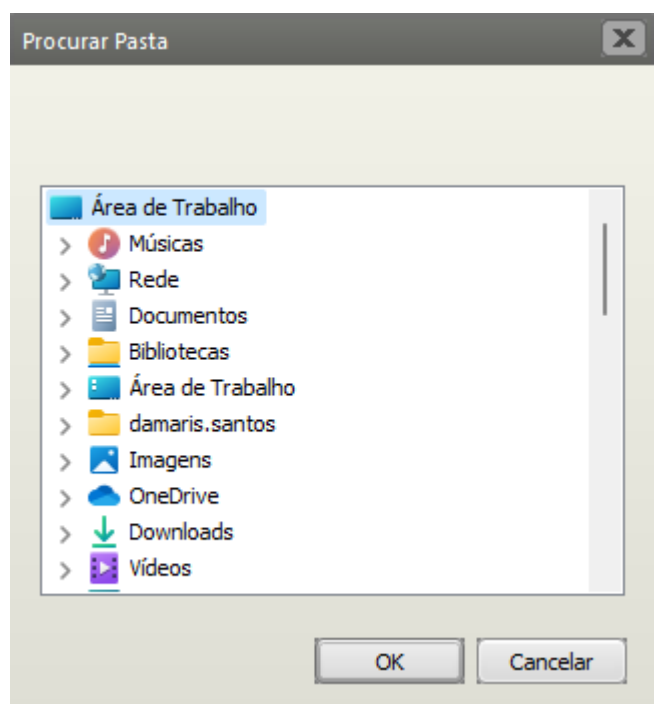 Procurar Pasta
Área de Trabalho
Músicas
Rede
Documentos
Bibliotecas
Área de Trabalho
damaris.santos
Imagens
OneDrive
Downloads
Vídeos
OK
Cancelar